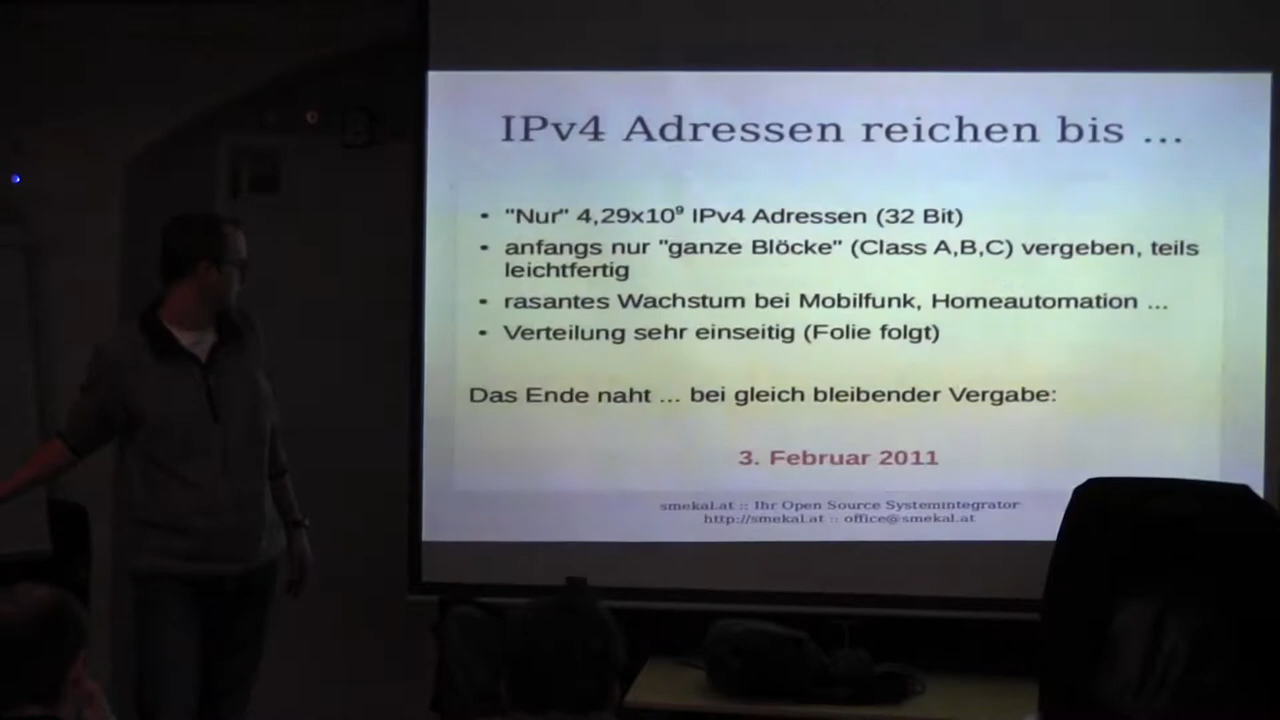 IPv4 Adressen reichen bis ...
• "Nur" 4,29x10⁹ IPv4 Adressen (32 Bit)
• anfangs nur "ganze Blöcke" (Class A,B,C) vergeben, teils
leichtfertig
• rasantes Wachstum bei Mobilfunk, Homeautomation ...
• Verteilung sehr einseitig (Folie folgt)
Das Ende naht ... bei gleich bleibender Vergabe:
3. Februar 2011
smekal.at :: Ihr Open Source Systemintegrator
http://smekal.at :: office@smekal.at